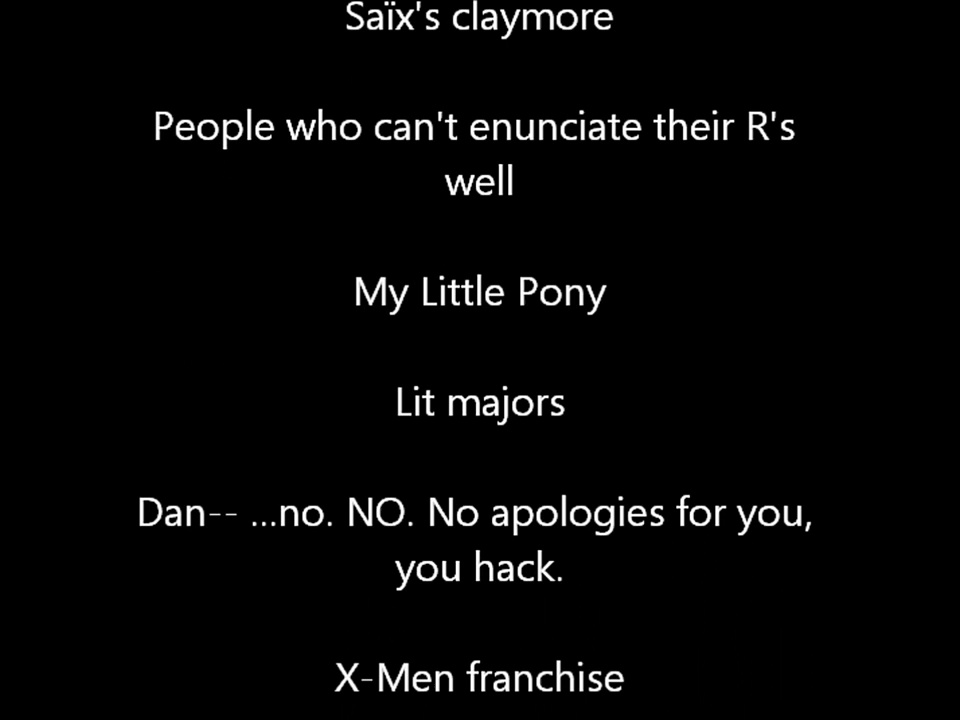 Saïx's claymore
People who can't enunciate their R's
well
My Little Pony
Lit majors
Dan-- ...no. NO. No apologies for you,
you hack.
X-Men franchise